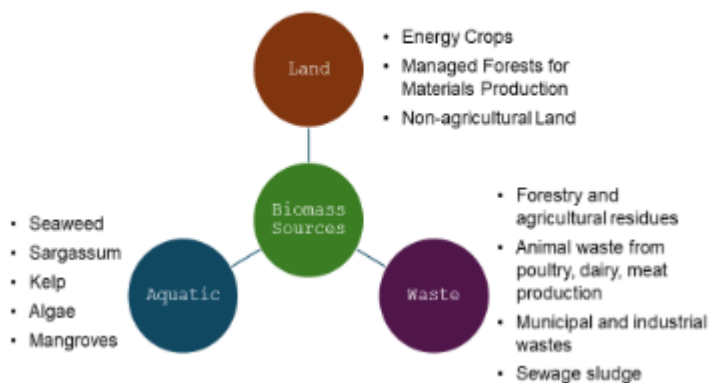 Land
• Energy Crops
• Managed Forests for
Materials Production
• Non-agricultural Land
Biomass
Sources
• Seaweed
• Sargassum
• Kelp
• Algae
• Mangroves
Aquatic
Waste
• Forestry and
agricultural residues
• Animal waste from
poultry, dairy, meat
production
• Municipal and industrial
wastes
• Sewage sludge